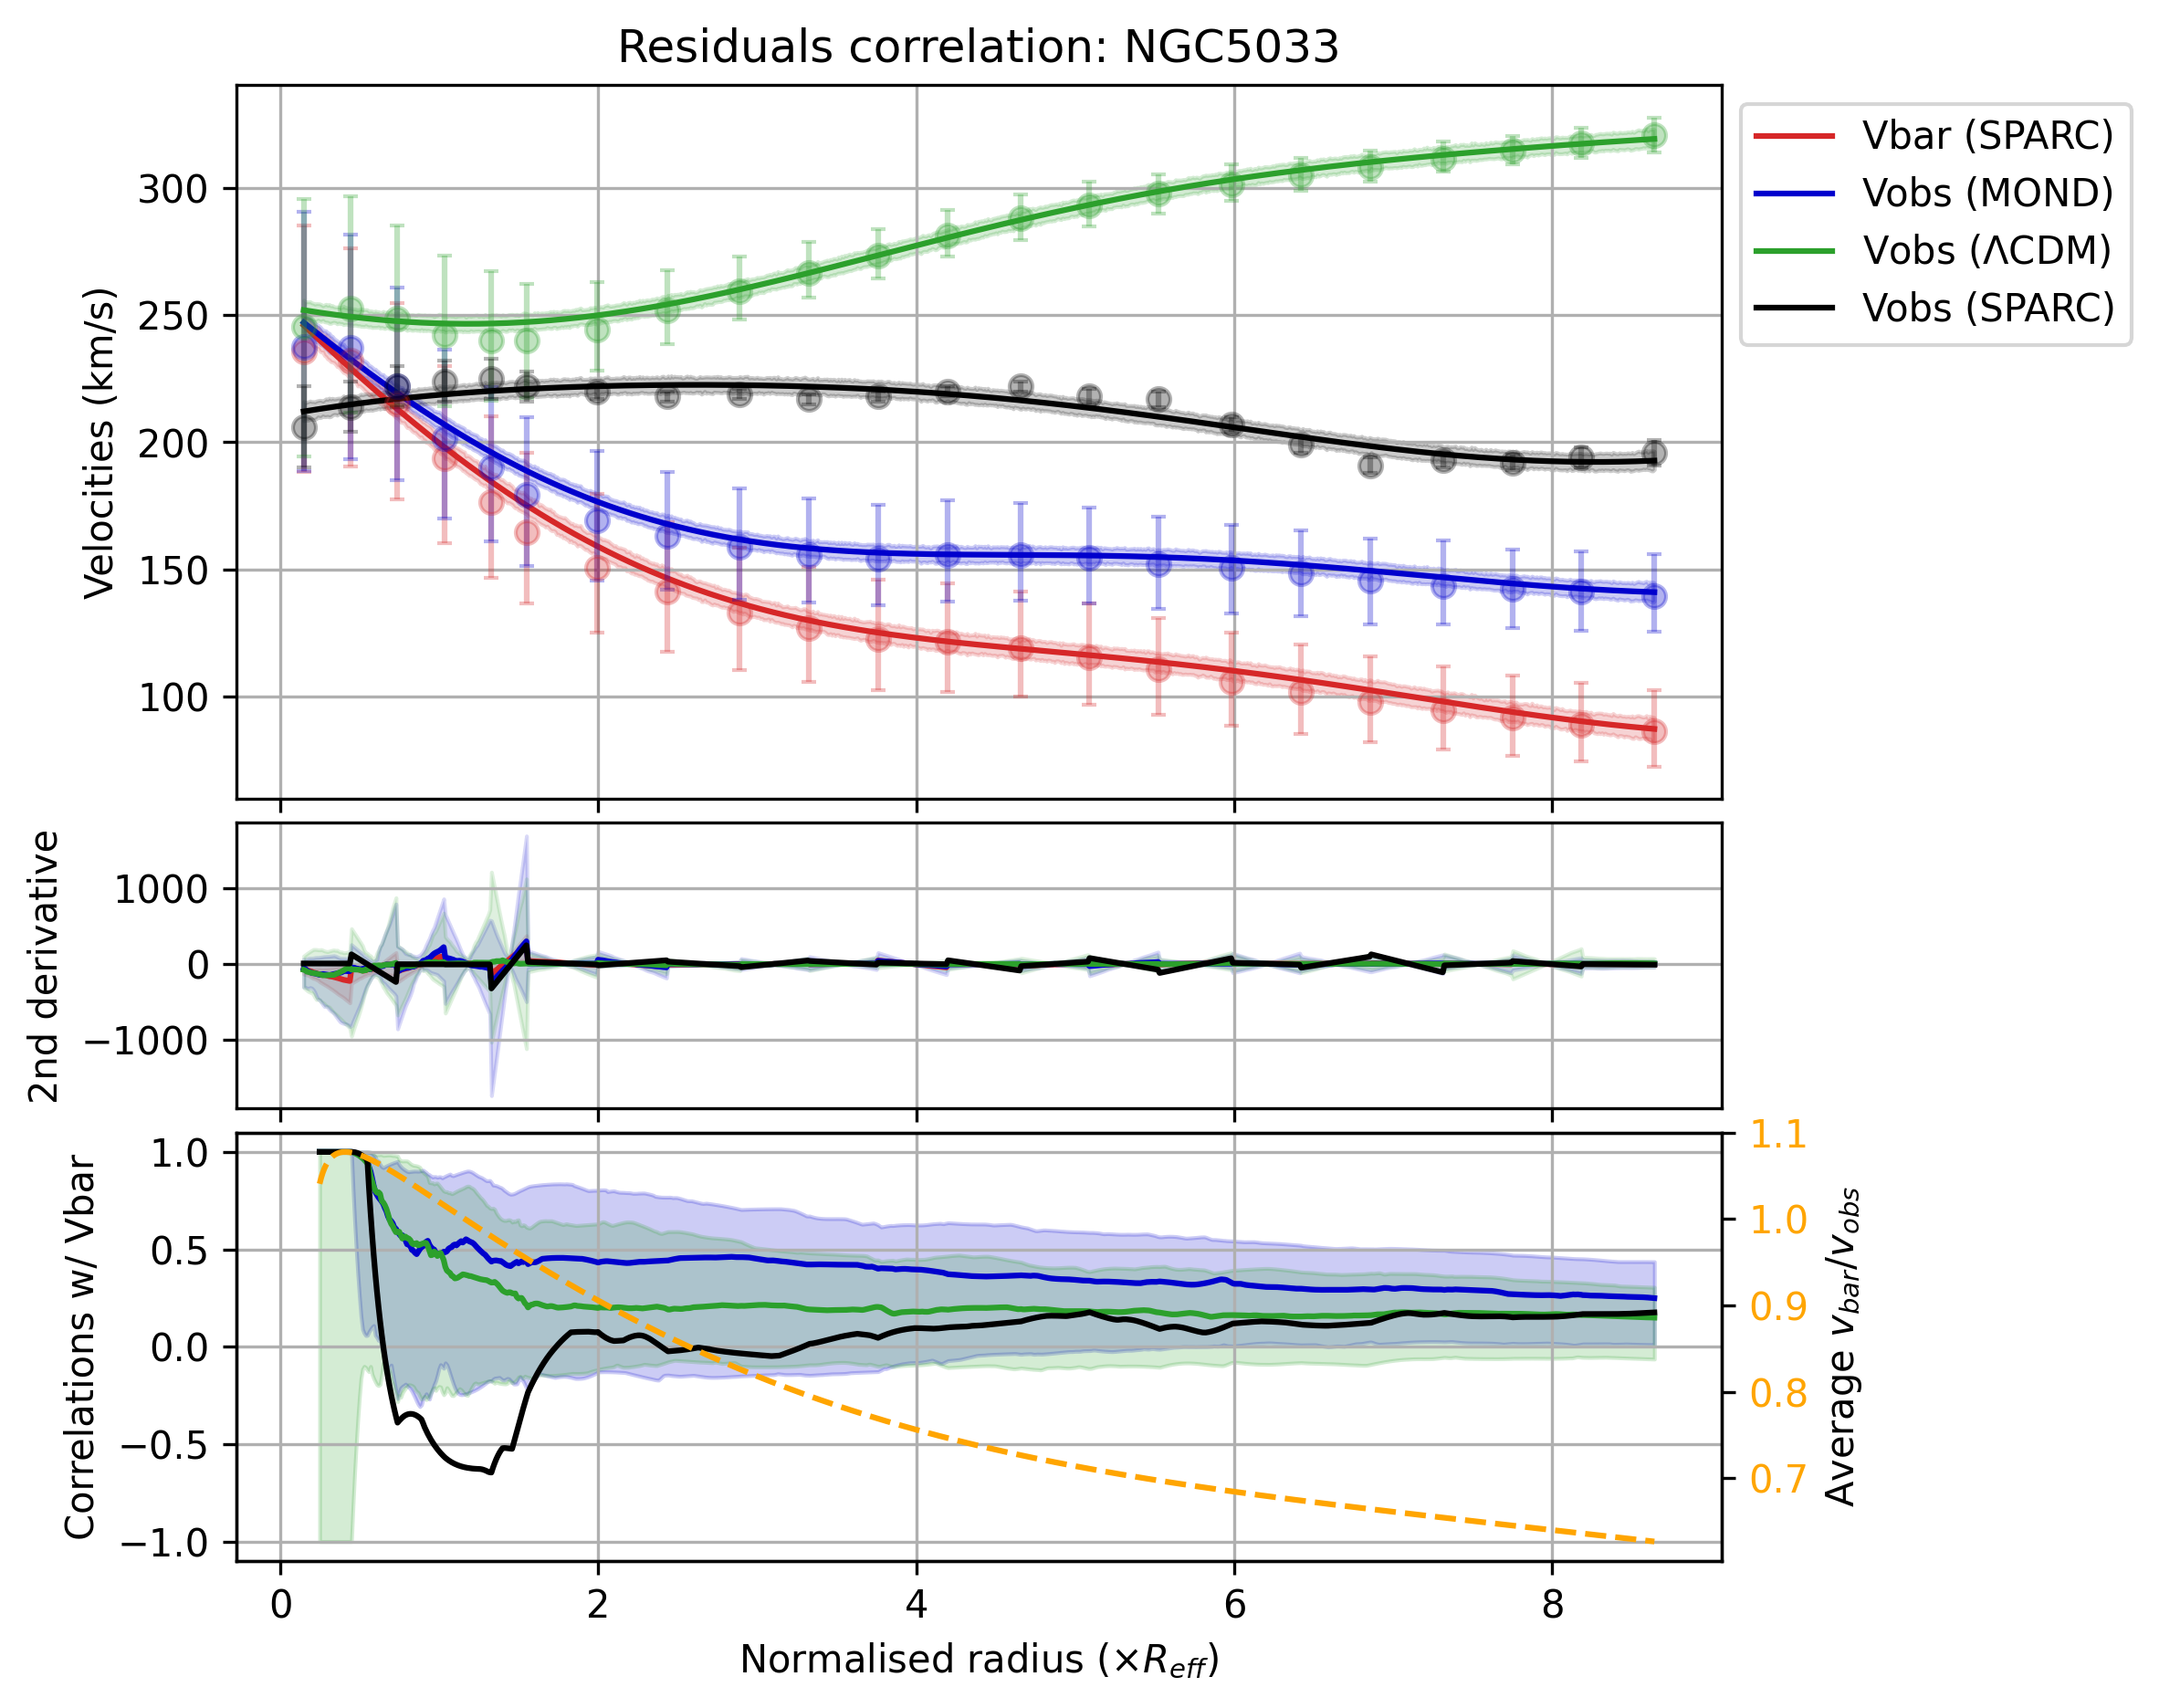 Residuals correlation: NGC5033
Velocities (km/s)
300
250
200
150
100
Vbar (SPARC)
Vobs (MOND)
Vobs (ΛCDM)
Vobs (SPARC)
2nd derivative
1000
0
−1000
Correlations w/ Vbar
1.0
0.5
0.0
−0.5
−1.0
1.1
1.0
0.9
0.8
0.7
Average v_bar/v_obs
0 2 4 6 8
Normalised radius (×R_eff)